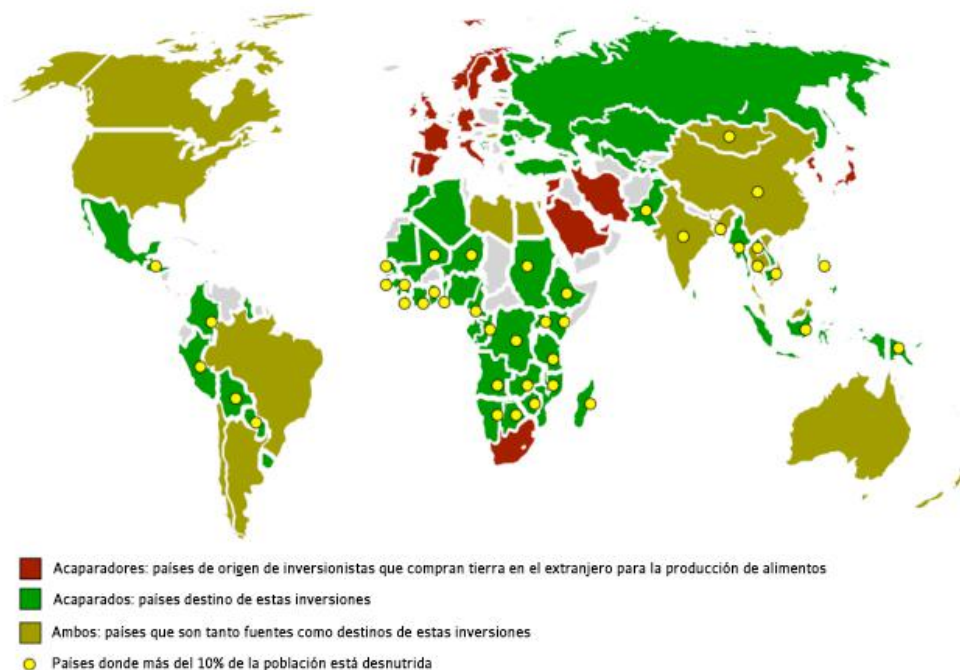 Acaparadores: países de origen de inversionistas que compran tierra en el extranjero para la producción de alimentos
Acaparados: países destino de estas inversiones
Ambos: países que son tanto fuentes como destinos de estas inversiones
Países donde más del 10% de la población está desnutrida